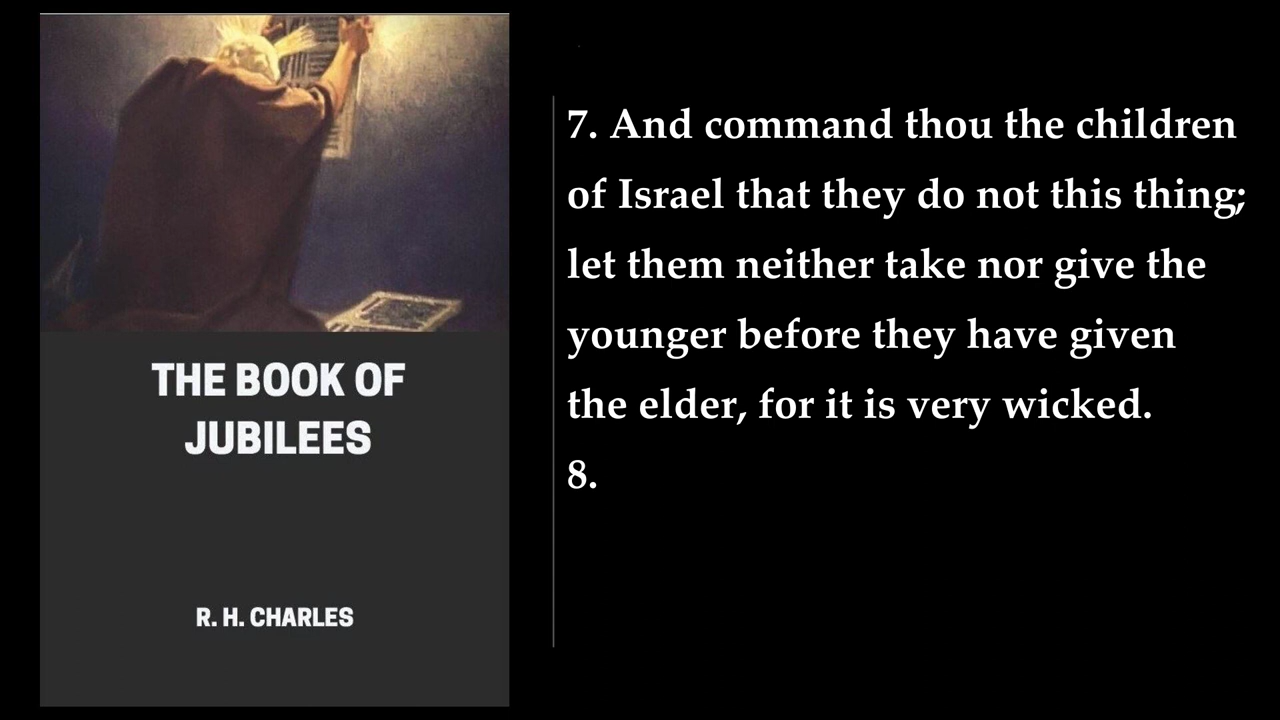 THE BOOK OF
JUBILEES
R. H. CHARLES
7. And command thou the children
of Israel that they do not this thing;
let them neither take nor give the
younger before they have given
the elder, for it is very wicked.
8.